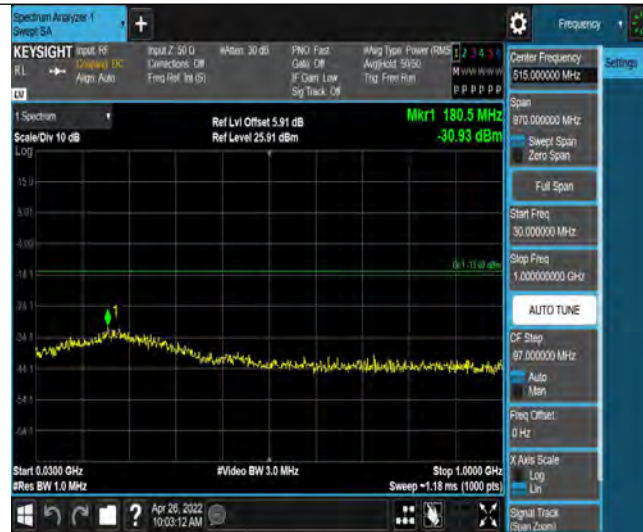 Spectrum Analyzer 1
Swept SA
+
Frequency
KEYSIGHT
RL
Input: RF
Coupling: DC
Align: Auto
Input Z: 50 Ω
Corrections: Off
Freq Ref: Int (S)
#Atten: 30 dB
PNO: Fast
Gate: Off
IF Gain: Low
Sig Track: Off
#Avg Type: Power (RMS
Avg|Hold: 50/50
Trig: Free Run
1 2 3 4 5 6
M W W W W W
P P P P P P
LV
Center Frequency
515.000000 MHz
Settings
Span
970.000000 MHz
Swept Span
Zero Span
Full Span
Start Freq
30.000000 MHz
Stop Freq
1.000000000 GHz
AUTO TUNE
CF Step
97.000000 MHz
Auto
Man
Freq Offset
0 Hz
X Axis Scale
Log
Lin
Signal Track
(Span Zoom)
1 Spectrum
Scale/Div 10 dB
Ref Lvl Offset 5.91 dB
Ref Level 25.91 dBm
Mkr1 180.5 MHz
-30.93 dBm
Log
15.9
5.91
-4.09
-14.1
-24.1
-34.1
-44.1
-54.1
-64.1
1
Start 0.0300 GHz
#Res BW 1.0 MHz
#Video BW 3.0 MHz
Stop 1.0000 GHz
Sweep ~1.18 ms (1000 pts)
?
Apr 26, 2022
10:03:12 AM